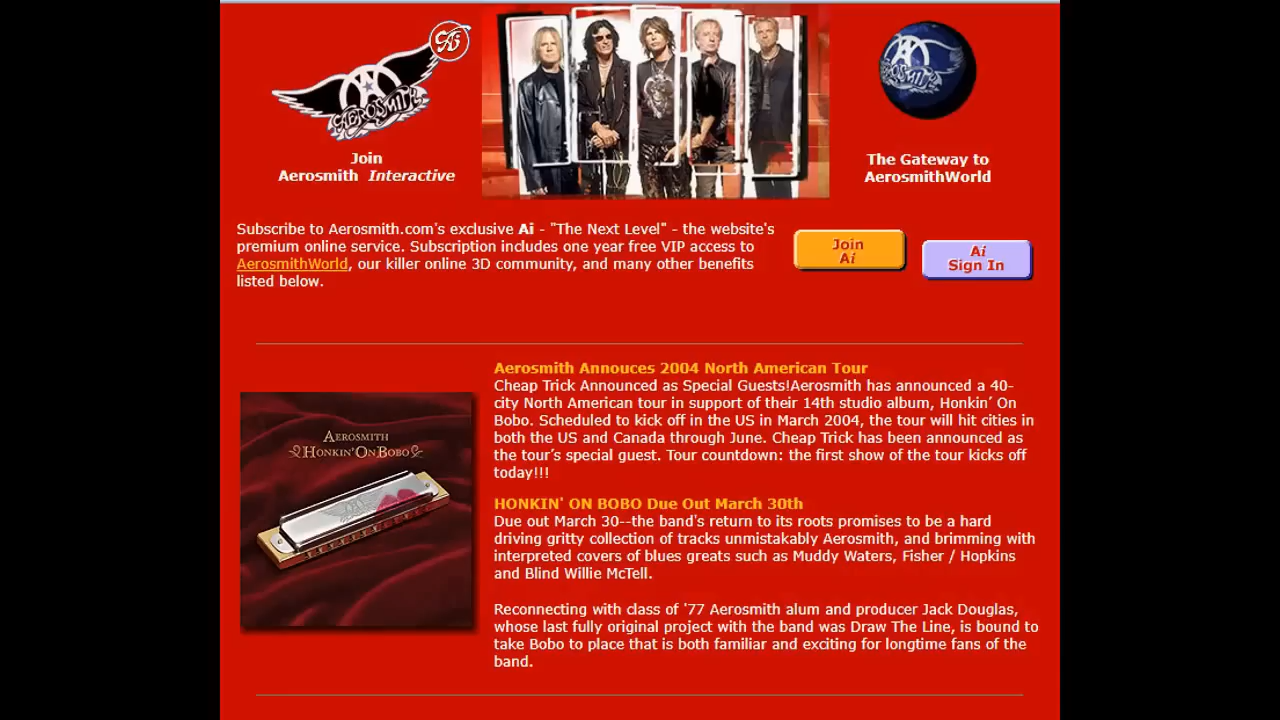 Ai
AEROSMITH
Join
Aerosmith Interactive
AEROSMITH
The Gateway to
AerosmithWorld
Subscribe to Aerosmith.com's exclusive Ai - "The Next Level" - the website's
premium online service. Subscription includes one year free VIP access to
AerosmithWorld, our killer online 3D community, and many other benefits
listed below.
Join
Ai
Ai
Sign In
AEROSMITH
HONKIN' ON BOBO
Aerosmith Annouces 2004 North American Tour
Cheap Trick Announced as Special Guests!Aerosmith has announced a 40-
city North American tour in support of their 14th studio album, Honkin’ On
Bobo. Scheduled to kick off in the US in March 2004, the tour will hit cities in
both the US and Canada through June. Cheap Trick has been announced as
the tour’s special guest. Tour countdown: the first show of the tour kicks off
today!!!
HONKIN' ON BOBO Due Out March 30th
Due out March 30--the band's return to its roots promises to be a hard
driving gritty collection of tracks unmistakably Aerosmith, and brimming with
interpreted covers of blues greats such as Muddy Waters, Fisher / Hopkins
and Blind Willie McTell.
Reconnecting with class of '77 Aerosmith alum and producer Jack Douglas,
whose last fully original project with the band was Draw The Line, is bound to
take Bobo to place that is both familiar and exciting for longtime fans of the
band.